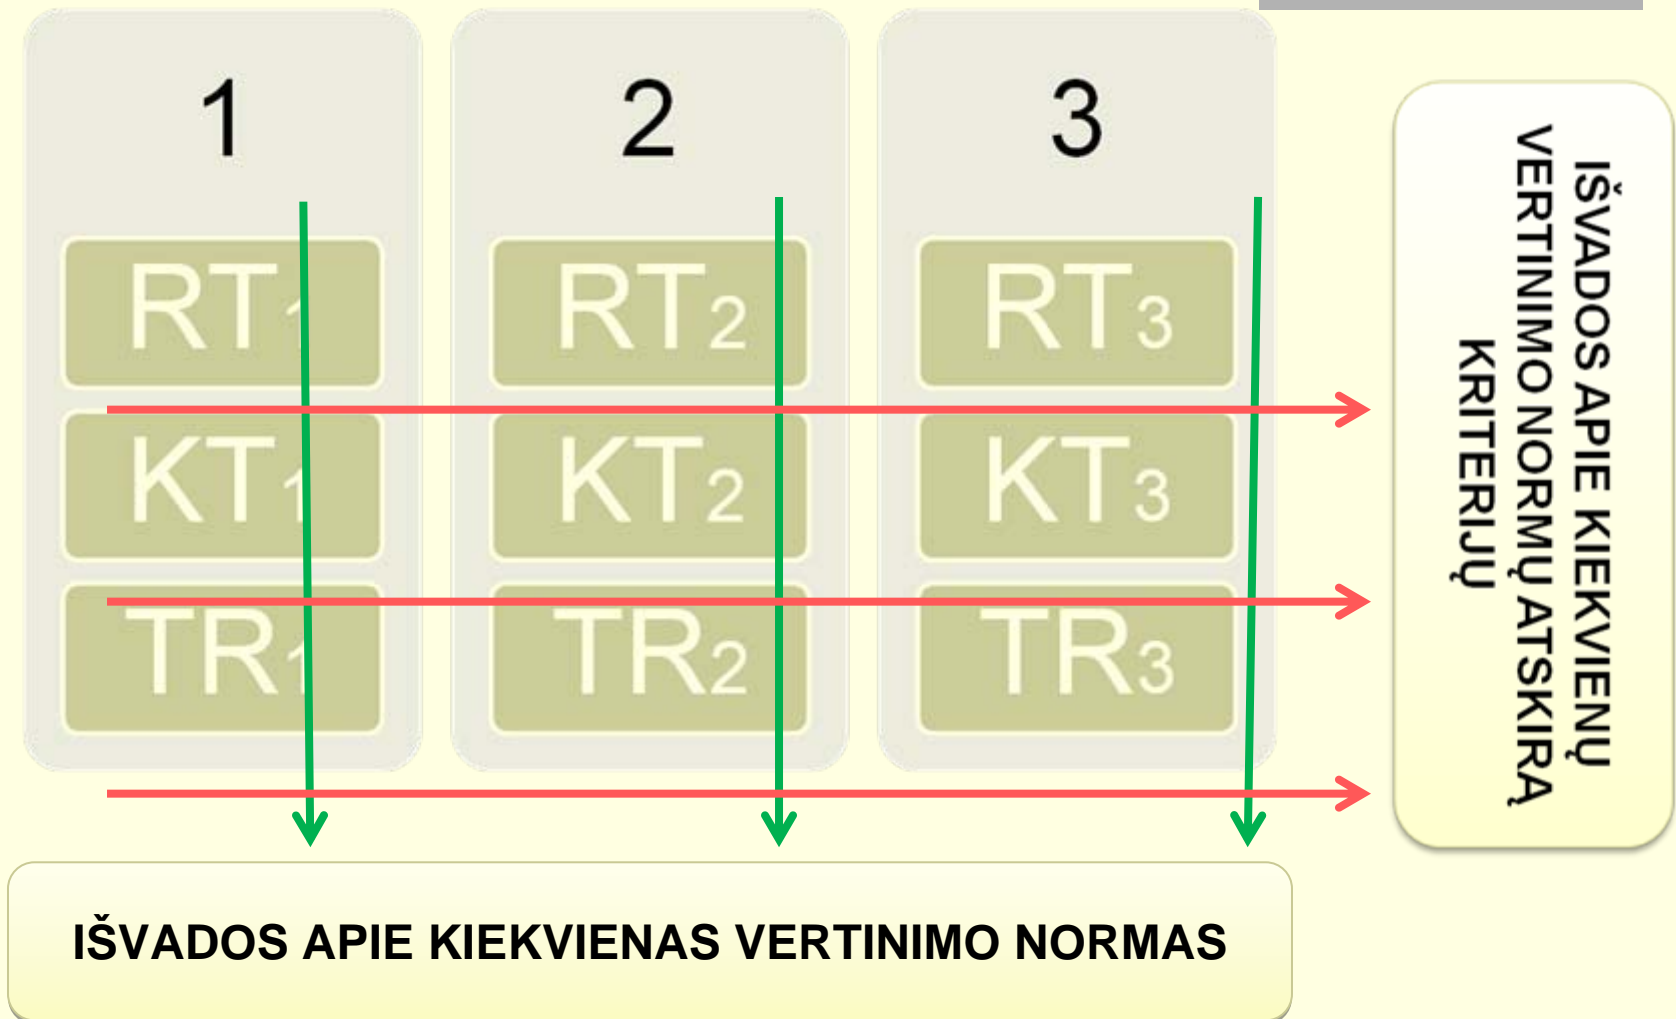 1
2
3
RT1
RT2
RT3
KT1
KT2
KT3
TR1
TR2
TR3
IŠVADOS APIE KIEKVIENŲ
VERTINIMO NORMŲ ATSKIRĄ
KRITERIJŲ
IŠVADOS APIE KIEKVIENAS VERTINIMO NORMAS